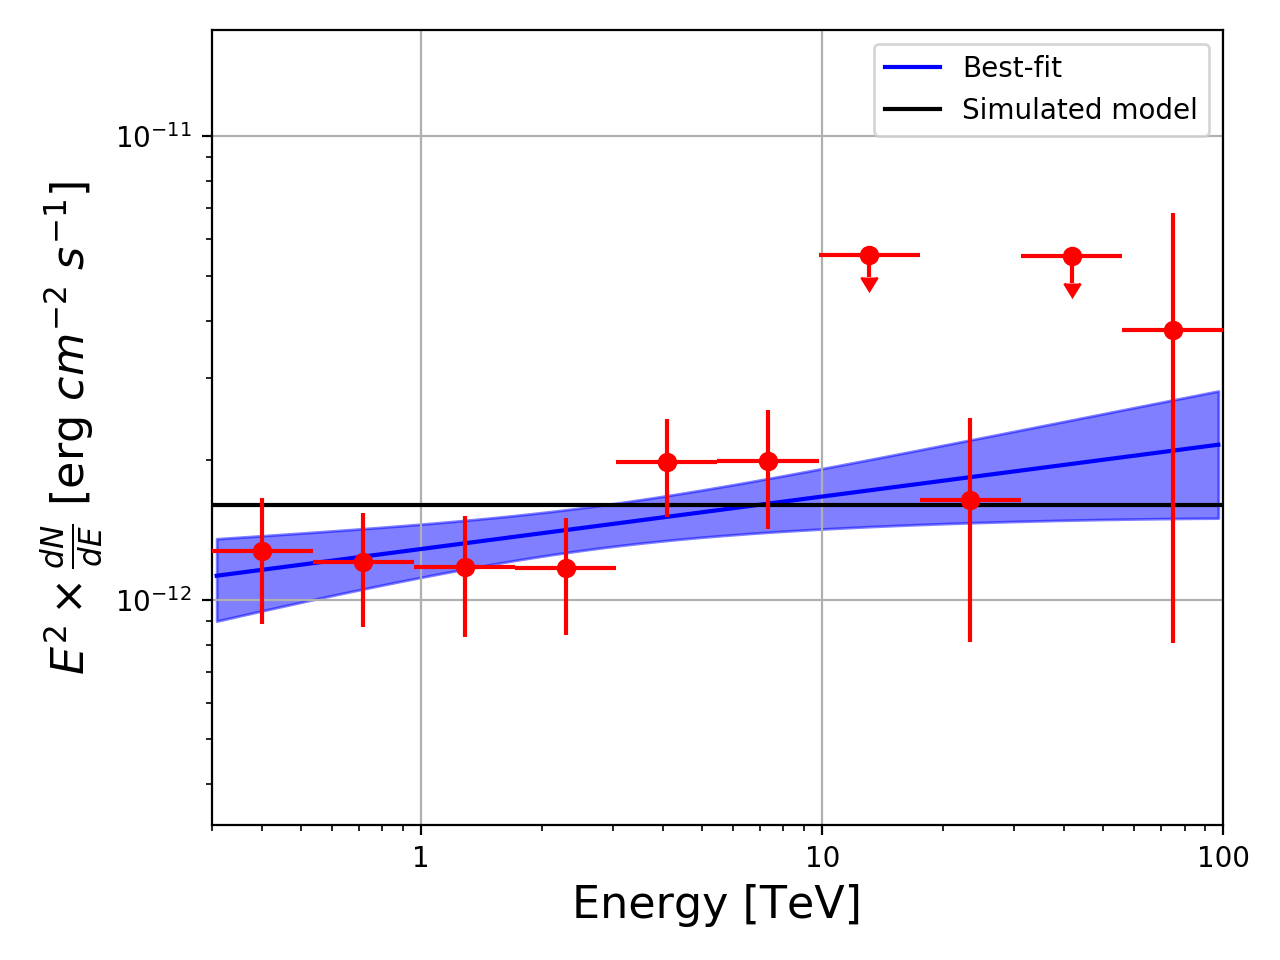 Best-fit
Simulated model
10⁻¹¹
10⁻¹²
E² × dN/dE [erg cm⁻² s⁻¹]
1
10
100
Energy [TeV]